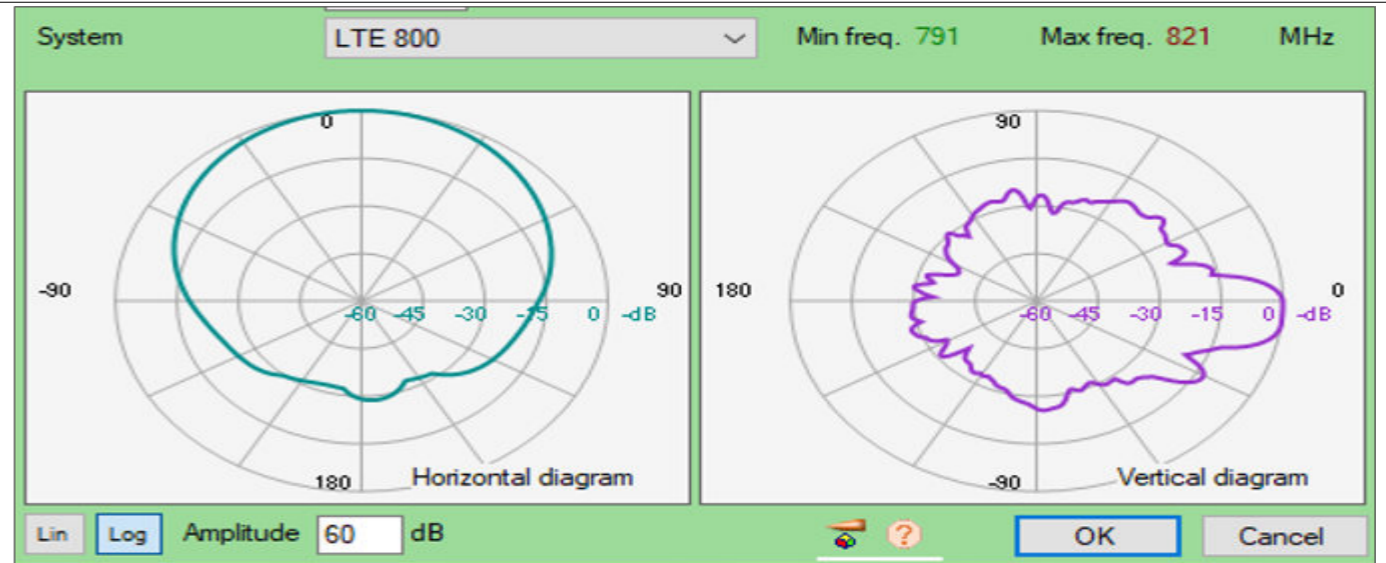 System LTE 800 Min freq. 791 Max freq. 821 MHz
0
-90 90
-60 -45 -30 -15 0 -dB
180 Horizontal diagram
90
180 0
-60 -45 -30 -15 0 -dB
-90 Vertical diagram
Lin Log Amplitude 60 dB ? OK Cancel